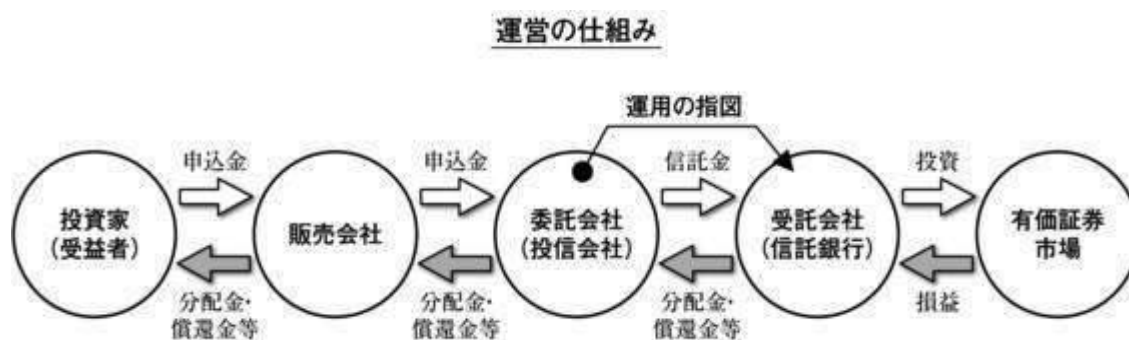 運営の仕組み
運用の指図
申込金
申込金
信託金
投資
投資家
（受益者）
販売会社
委託会社
（投信会社）
受託会社
（信託銀行）
有価証券
市場
分配金・
償還金等
分配金・
償還金等
分配金・
償還金等
損益